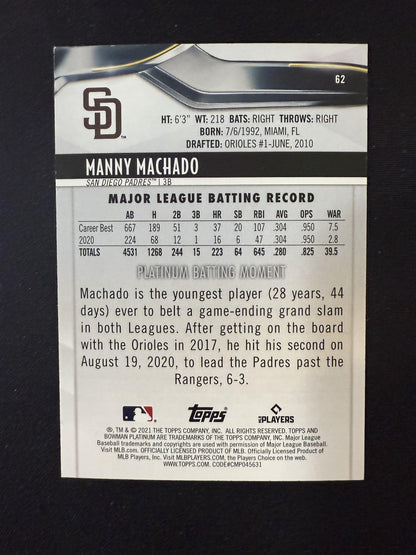 62
SD
™
HT: 6'3" WT: 218 BATS: RIGHT THROWS: RIGHT
BORN: 7/6/1992, MIAMI, FL
DRAFTED: ORIOLES #1-JUNE, 2010
MANNY MACHADO
SAN DIEGO PADRES™ | 3B
MAJOR LEAGUE BATTING RECORD
AB H 2B 3B HR SB RBI AVG OPS WAR
Career Best 667 189 51 3 37 20 107 .304 .950 7.5
2020 224 68 12 1 16 6 47 .304 .950 2.8
TOTALS 4531 1268 244 15 223 64 645 .280 .825 39.5
PLATINUM BATTING MOMENT
Machado is the youngest player (28 years, 44
days) ever to belt a game-ending grand slam
in both Leagues. After getting on the board
with the Orioles in 2017, he hit his second on
August 19, 2020, to lead the Padres past the
Rangers, 6-3.
Topps
PLAYERS
®, TM & © 2021 THE TOPPS COMPANY, INC. ALL RIGHTS RESERVED. TOPPS AND
BOWMAN PLATINUM ARE TRADEMARKS OF THE TOPPS COMPANY, INC. Major League
Baseball trademarks and copyrights are used with permission of Major League Baseball.
Visit MLB.com. OFFICIALLY LICENSED PRODUCT OF MLB. Officially Licensed Product of
MLB Players, Inc. Visit MLBPLAYERS.com, the Players Choice on the web.
WWW.TOPPS.COM. CODE#CMP045631